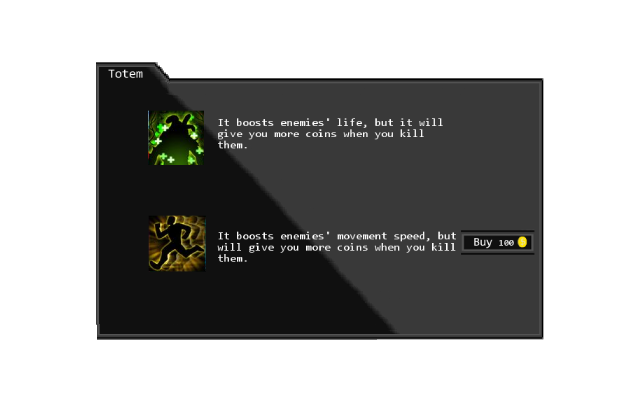 Totem
It boosts enemies' life, but it will
give you more coins when you kill
them.
It boosts enemies' movement speed, but
will give you more coins when you kill
them.
Buy 100